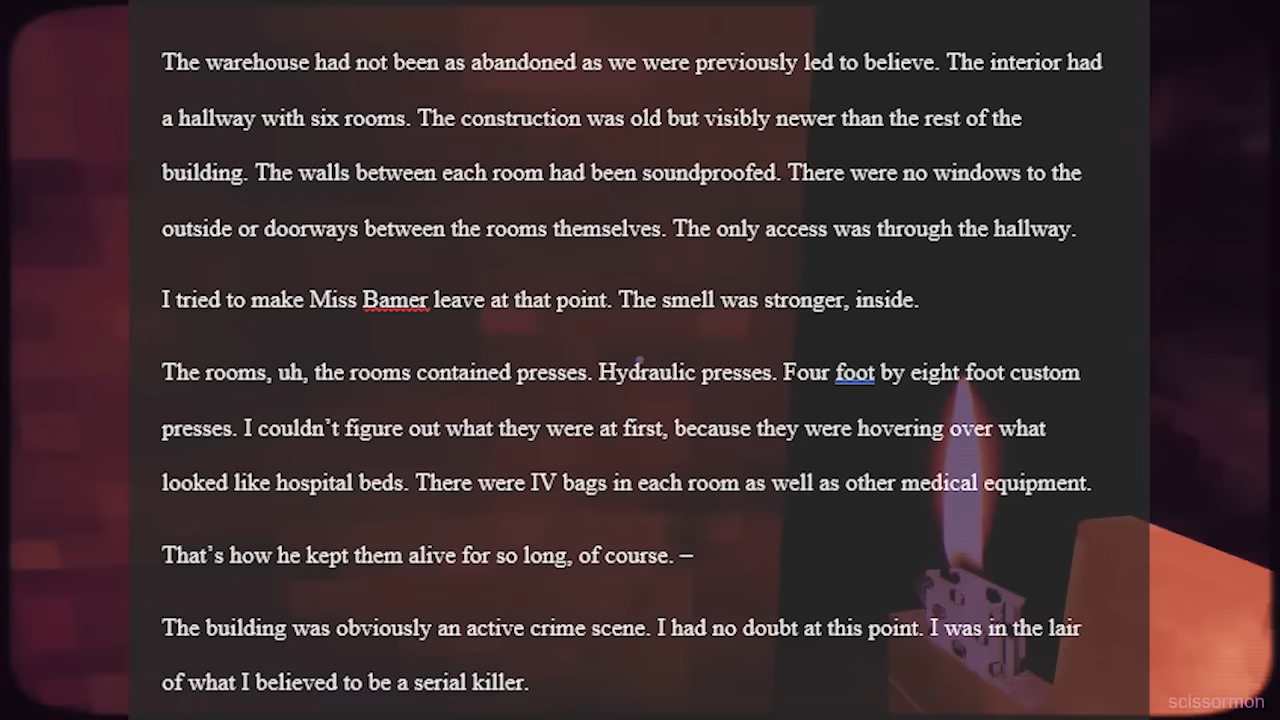 The warehouse had not been as abandoned as we were previously led to believe. The interior had
a hallway with six rooms. The construction was old but visibly newer than the rest of the
building. The walls between each room had been soundproofed. There were no windows to the
outside or doorways between the rooms themselves. The only access was through the hallway.
I tried to make Miss Bamer leave at that point. The smell was stronger, inside.
The rooms, uh, the rooms contained presses. Hydraulic presses. Four foot by eight foot custom
presses. I couldn’t figure out what they were at first, because they were hovering over what
looked like hospital beds. There were IV bags in each room as well as other medical equipment.
That’s how he kept them alive for so long, of course. –
The building was obviously an active crime scene. I had no doubt at this point. I was in the lair
of what I believed to be a serial killer.
scissormon